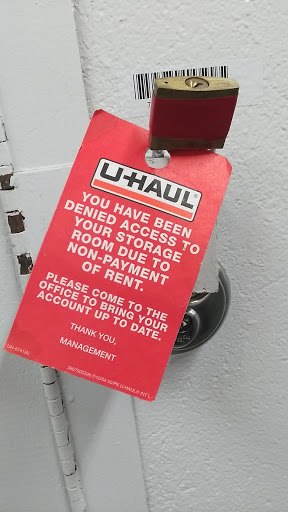 U-HAUL
YOU HAVE BEEN
DENIED ACCESS TO
YOUR STORAGE
ROOM DUE TO
NON-PAYMENT
OF RENT.
PLEASE COME TO THE
OFFICE TO BRING YOUR
ACCOUNT UP TO DATE.
THANK YOU,
MANAGEMENT